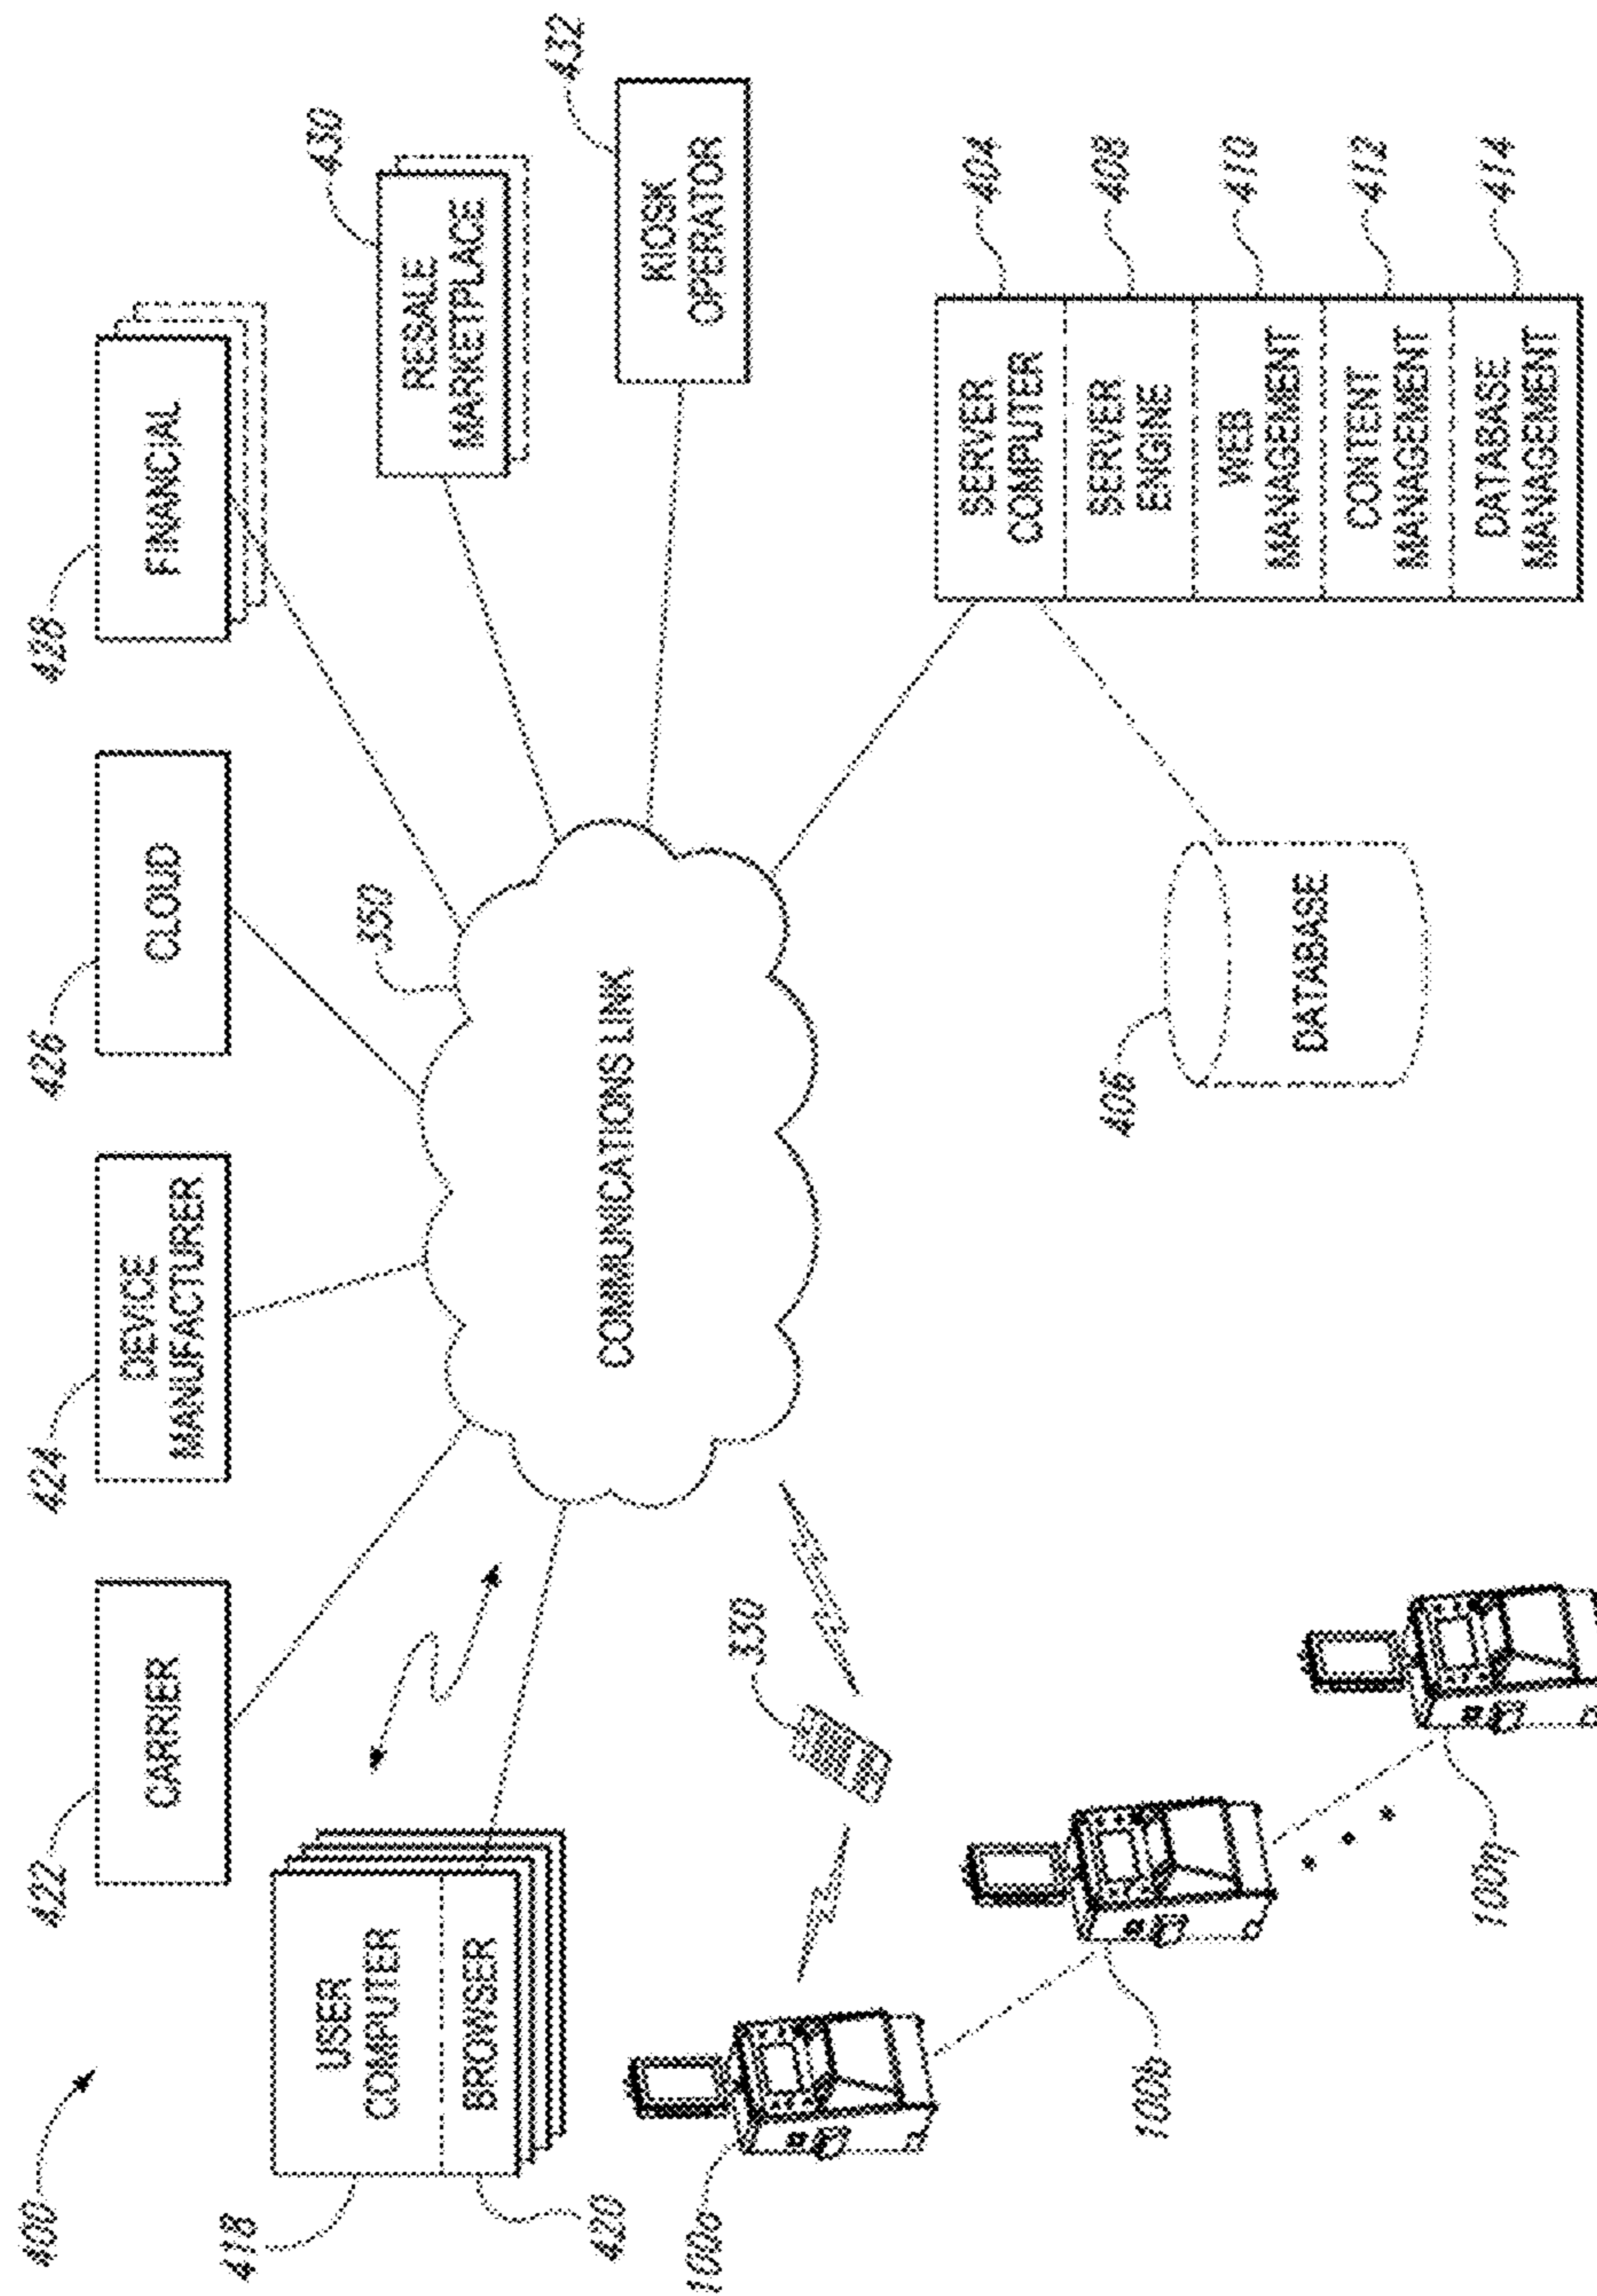 400
422
CARRIER
424
DEVICE
MANUFACTURER
426
CLOUD
428
FINANCIAL
418
USER
COMPUTER
BROWSER
420
350
COMMUNICATIONS LINK
430
RESALE
MARKETPLACE
432
KIOSK
OPERATOR
330
100a
100b
100n
406
DATABASE
SERVER
COMPUTER
404
SERVER
ENGINE
408
WEB
MANAGEMENT
410
CONTENT
MANAGEMENT
412
DATABASE
MANAGEMENT
414